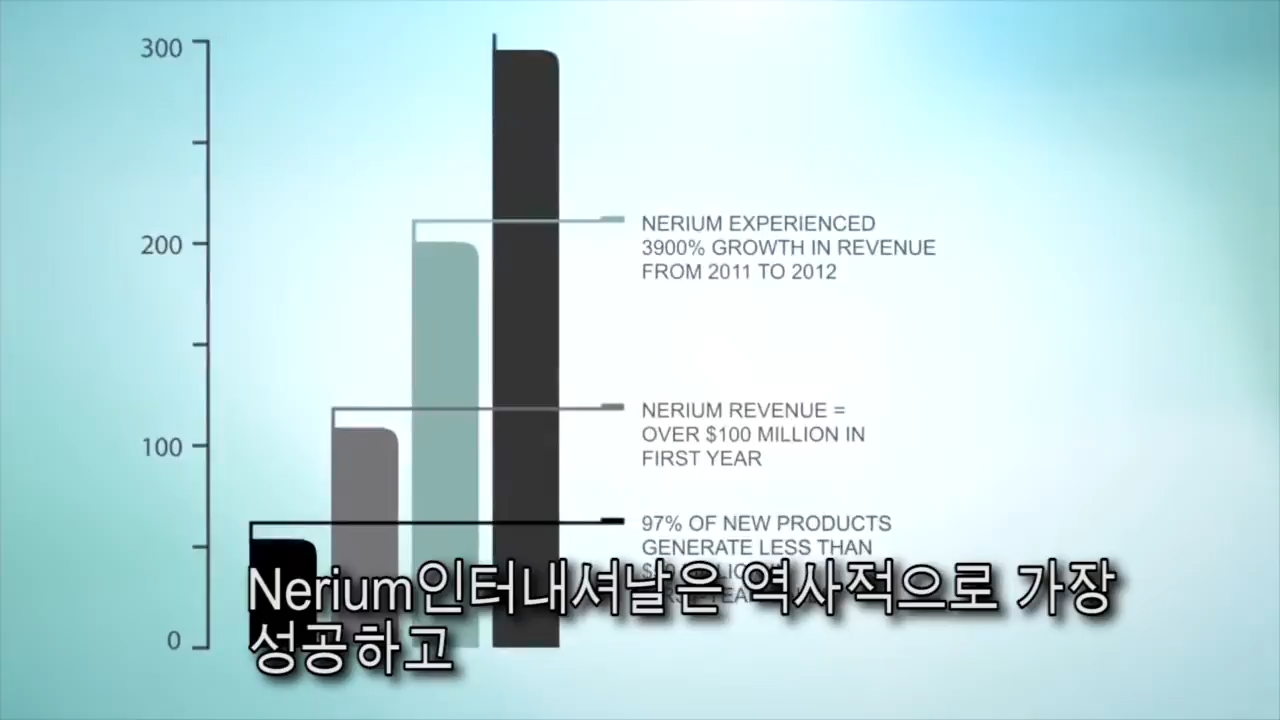 300
200
100
0
NERIUM EXPERIENCED
3900% GROWTH IN REVENUE
FROM 2011 TO 2012
NERIUM REVENUE =
OVER $100 MILLION IN
FIRST YEAR
97% OF NEW PRODUCTS
GENERATE LESS THAN
Nerium인터내셔날은 역사적으로 가장
성공하고